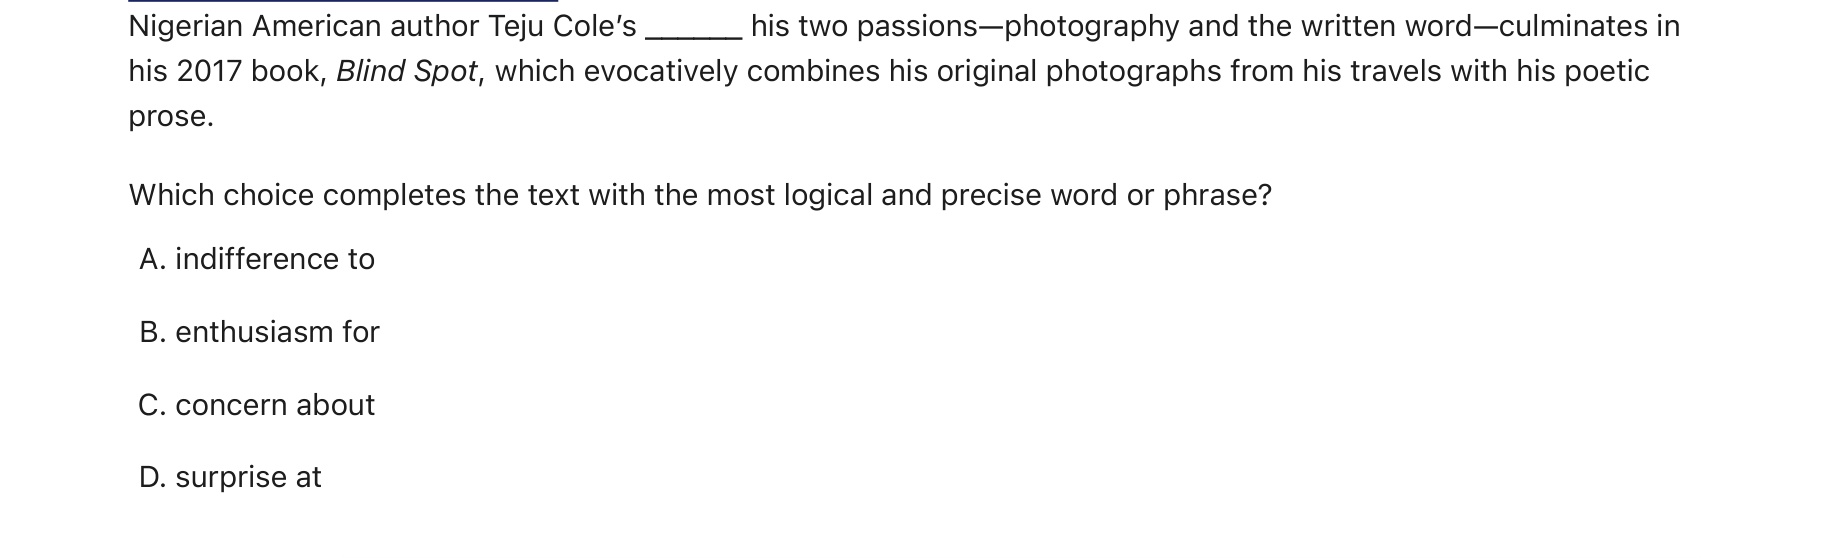 Nigerian American author Teju Cole’s ______ his two passions—photography and the written word—culminates in
his 2017 book, Blind Spot, which evocatively combines his original photographs from his travels with his poetic
prose.
Which choice completes the text with the most logical and precise word or phrase?
A. indifference to
B. enthusiasm for
C. concern about
D. surprise at